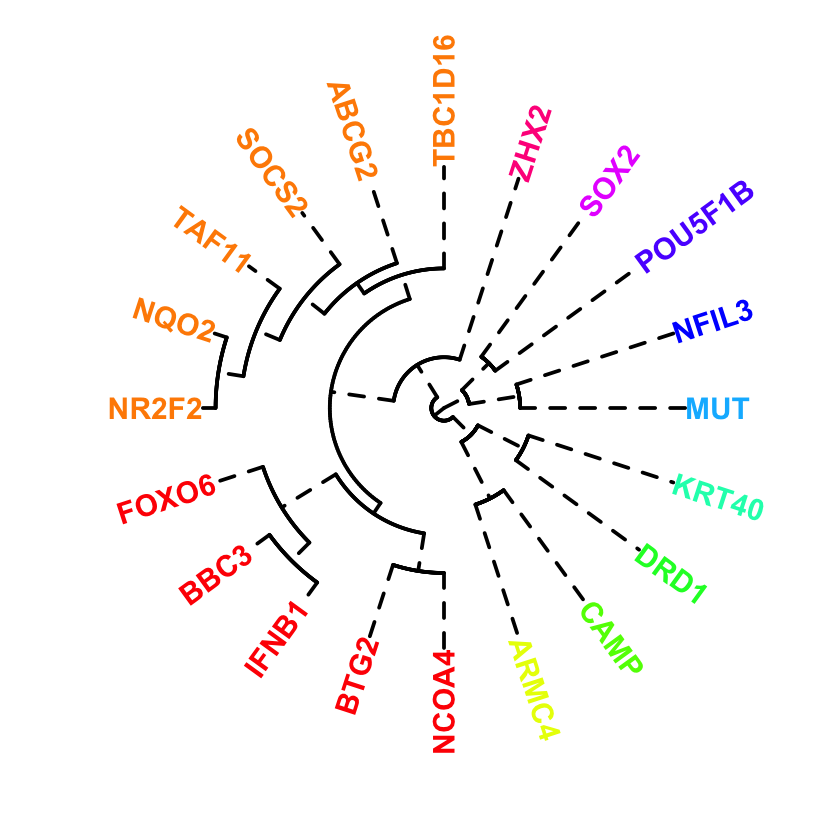 TBC1D16
ZHX2
SOX2
POU5F1B
NFIL3
MUT
KRT40
DRD1
CAMP
ARMC4
NCOA4
BTG2
IFNB1
BBC3
FOXO6
NR2F2
NQO2
TAF11
SOCS2
ABCG2